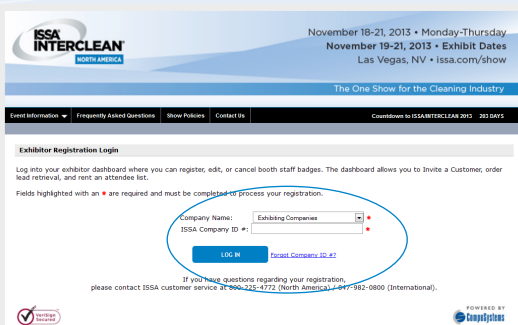 ISSA
INTERCLEAN
NORTH AMERICA
November 18-21, 2013 • Monday-Thursday
November 19-21, 2013 • Exhibit Dates
Las Vegas, NV • issa.com/show
The One Show for the Cleaning Industry
Event Information Frequently Asked Questions Show Policies Contact Us Countdown to ISSA/INTERCLEAN 2013 203 DAYS
Exhibitor Registration Login
Log into your exhibitor dashboard where you can register, edit, or cancel booth staff badges. The dashboard allows you to Invite a Customer, order
lead retrieval, and rent an attendee list.
Fields highlighted with an * are required and must be completed to process your registration.
Company Name: Exhibiting Companies *
ISSA Company ID #: *
LOG IN Forgot Company ID #?
If you have questions regarding your registration,
please contact ISSA customer service at 800-225-4772 (North America) / 847-982-0800 (International).
VeriSign
Secured
POWERED BY
CompuSystems